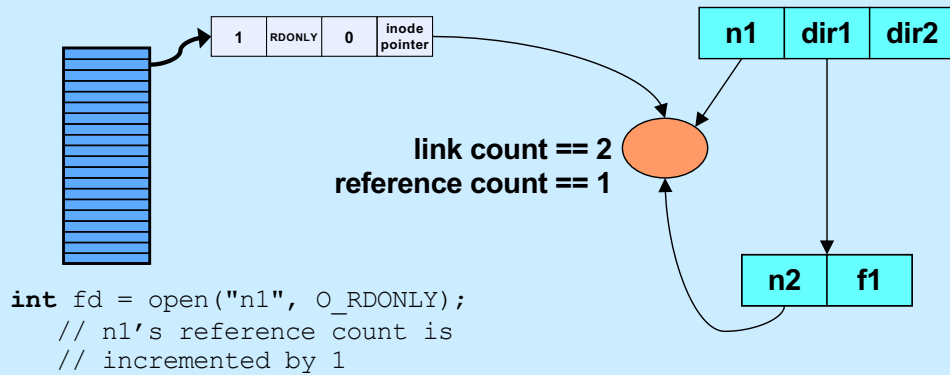 1 RDONLY 0 inode pointer
n1 dir1 dir2
link count == 2
reference count == 1
n2 f1
int fd = open("n1", O_RDONLY);
// n1's reference count is
// incremented by 1